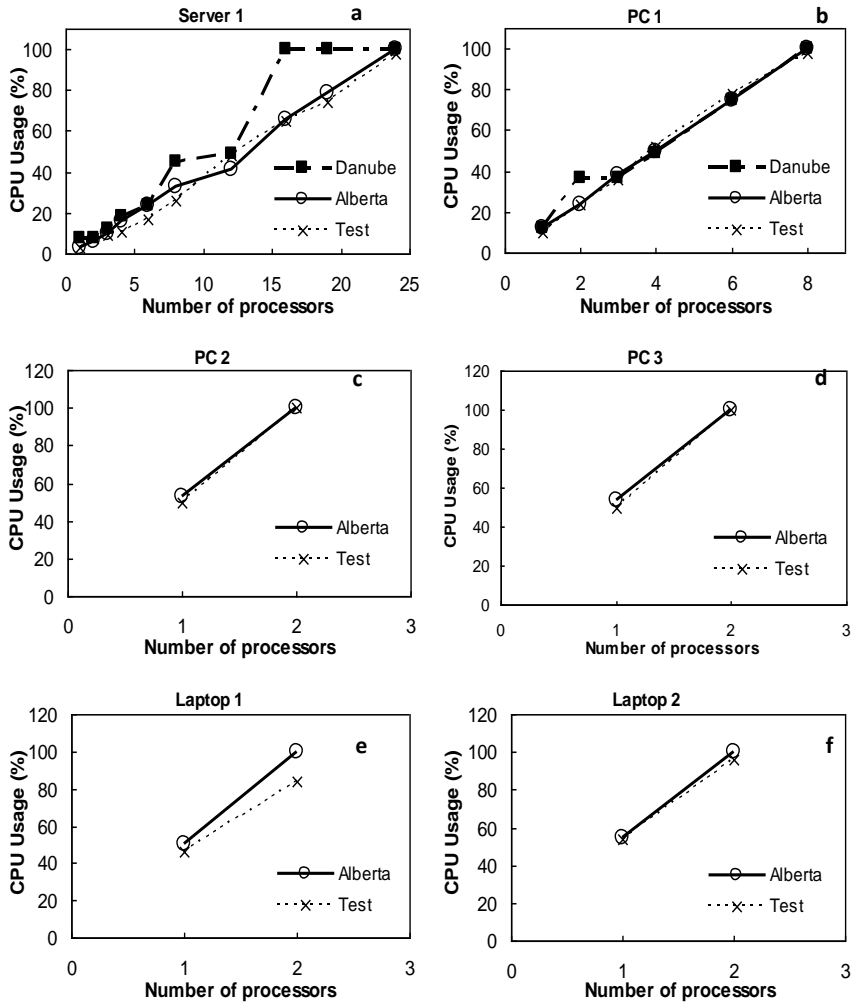 Server 1
a
CPU Usage (%)
100
80
60
40
20
0
Danube
Alberta
Test
0 5 10 15 20 25
Number of processors
PC 1
b
CPU Usage (%)
100
80
60
40
20
0
Danube
Alberta
Test
0 2 4 6 8
Number of processors
PC 2
c
CPU Usage (%)
120
100
80
60
40
20
0
Alberta
Test
0 1 2 3
Number of processors
PC 3
d
CPU Usage (%)
120
100
80
60
40
20
0
Alberta
Test
0 1 2 3
Number of processors
Laptop 1
e
CPU Usage (%)
120
100
80
60
40
20
0
Alberta
Test
0 1 2 3
Number of processors
Laptop 2
f
CPU Usage (%)
120
100
80
60
40
20
0
Alberta
Test
0 1 2 3
Number of processors